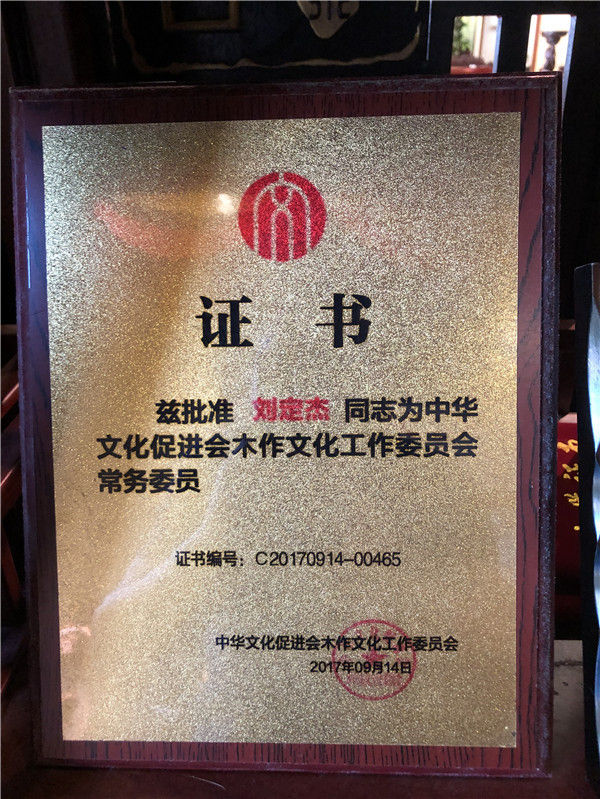 证 书
兹批准 刘定杰 同志为中华
文化促进会木作文化工作委员会
常务委员
证书编号：C20170914-00465
中华文化促进会木作文化工作委员会
2017年09月14日